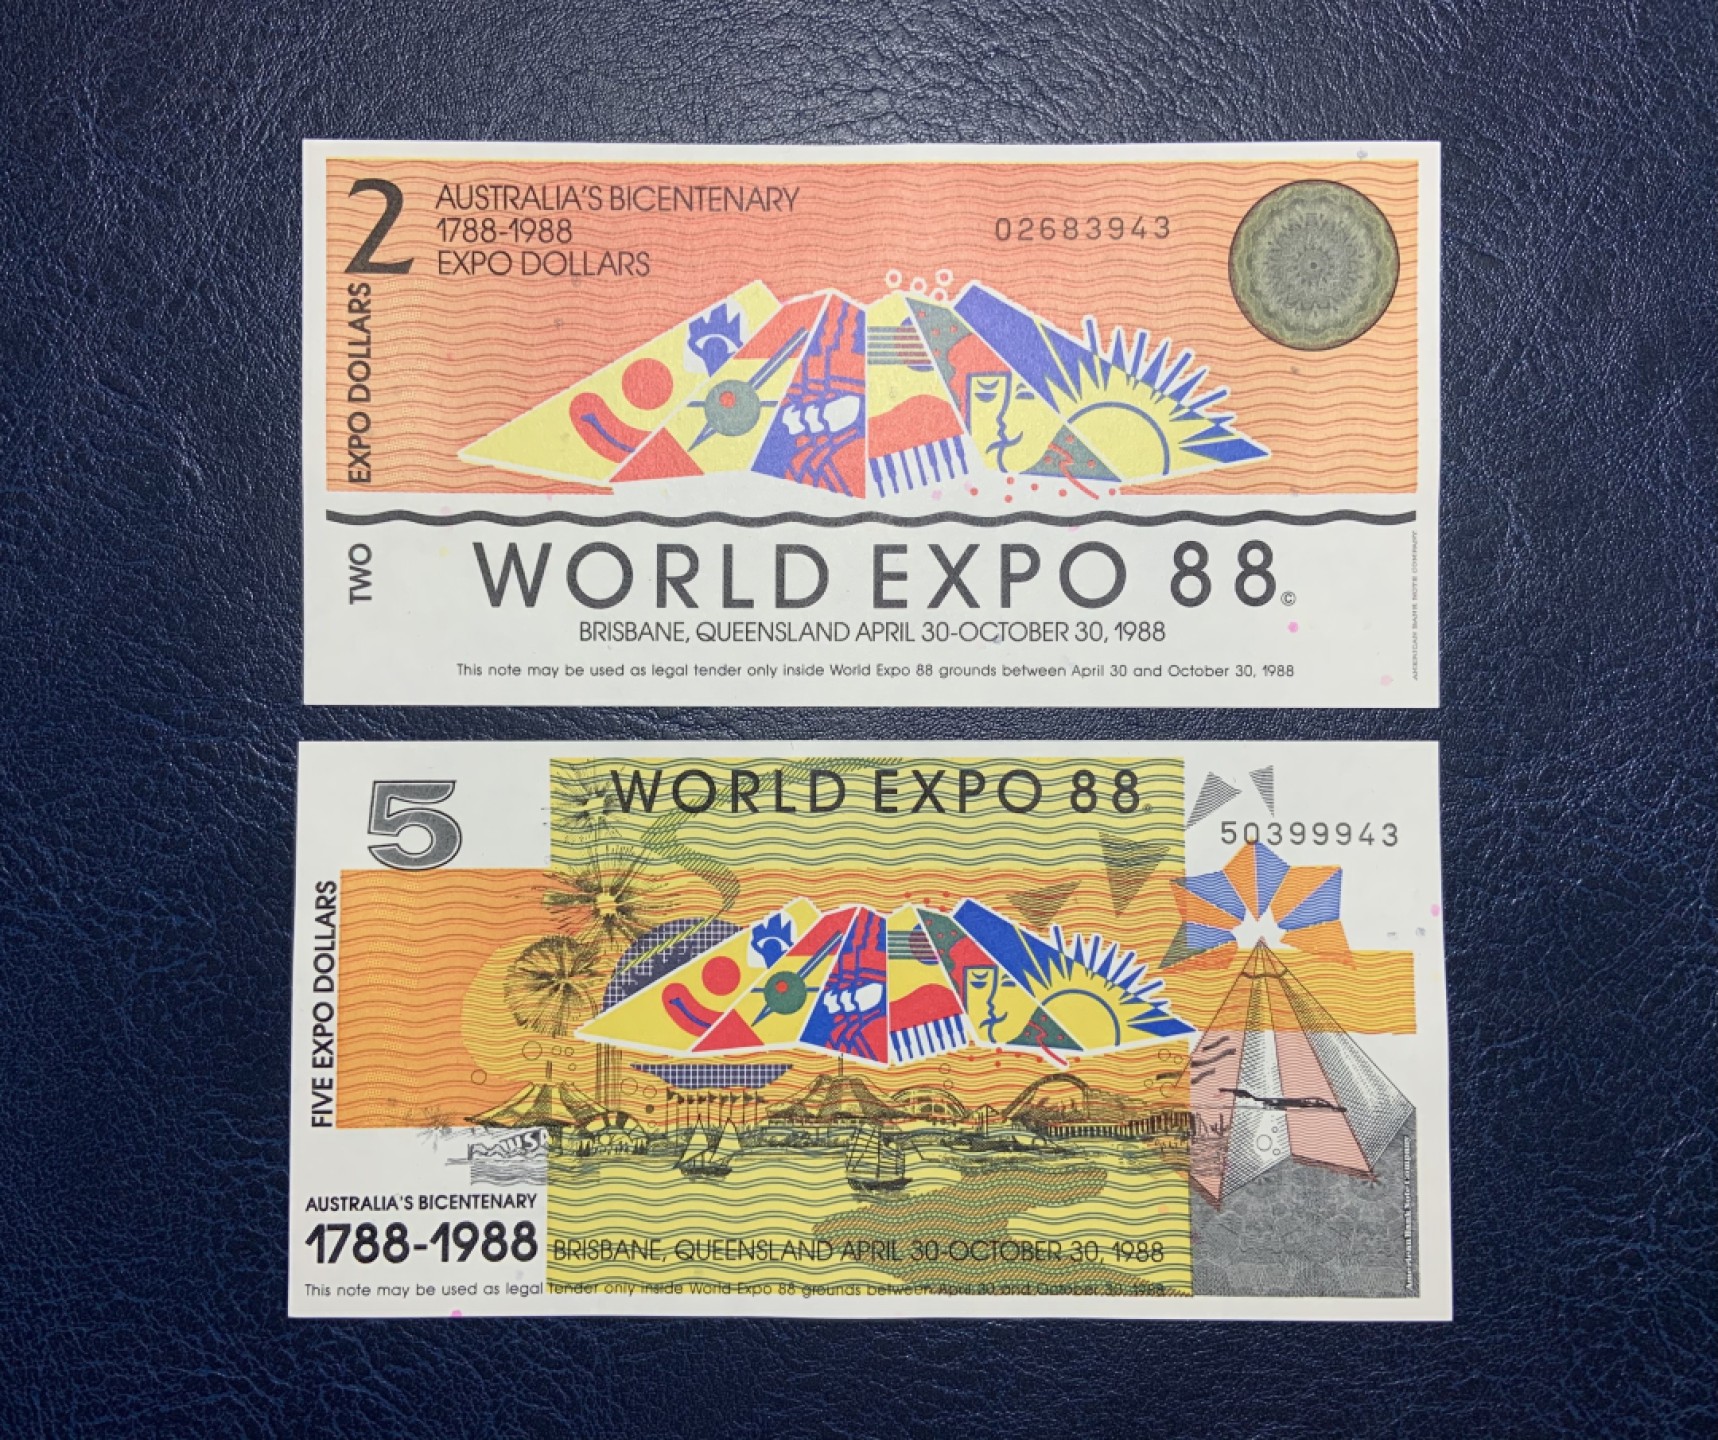 2
AUSTRALIA'S BICENTENARY
1788-1988
EXPO DOLLARS
02683943
TWO EXPO DOLLARS
WORLD EXPO 88©
BRISBANE, QUEENSLAND APRIL 30-OCTOBER 30, 1988
This note may be used as legal tender only inside World Expo 88 grounds between April 30 and October 30, 1988
AMERICAN BANK NOTE COMPANY
5
WORLD EXPO 88
50399943
FIVE EXPO DOLLARS
AUSTRALIA'S BICENTENARY
1788-1988
BRISBANE, QUEENSLAND APRIL 30-OCTOBER 30, 1988
This note may be used as legal tender only inside World Expo 88 grounds between April 30 and October 30, 1988
American Bank Note Company